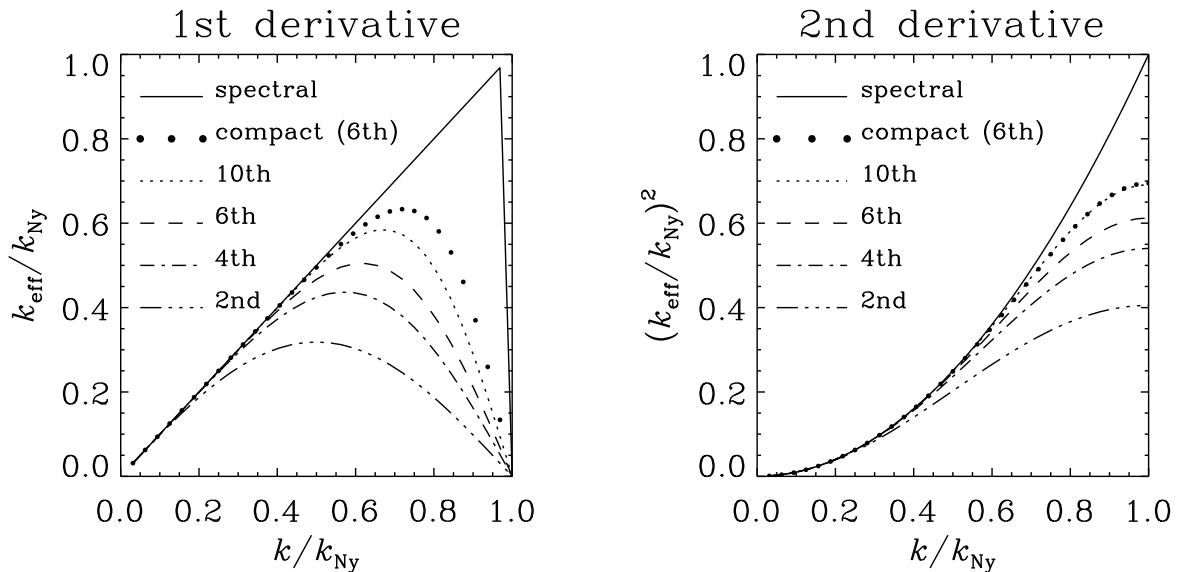 1st derivative
1.0
0.8
0.6
0.4
0.2
0.0
k_eff/k_Ny
spectral
compact (6th)
10th
6th
4th
2nd
0.0 0.2 0.4 0.6 0.8 1.0
k/k_Ny
2nd derivative
1.0
0.8
0.6
0.4
0.2
0.0
(k_eff/k_Ny)²
spectral
compact (6th)
10th
6th
4th
2nd
0.0 0.2 0.4 0.6 0.8 1.0
k/k_Ny